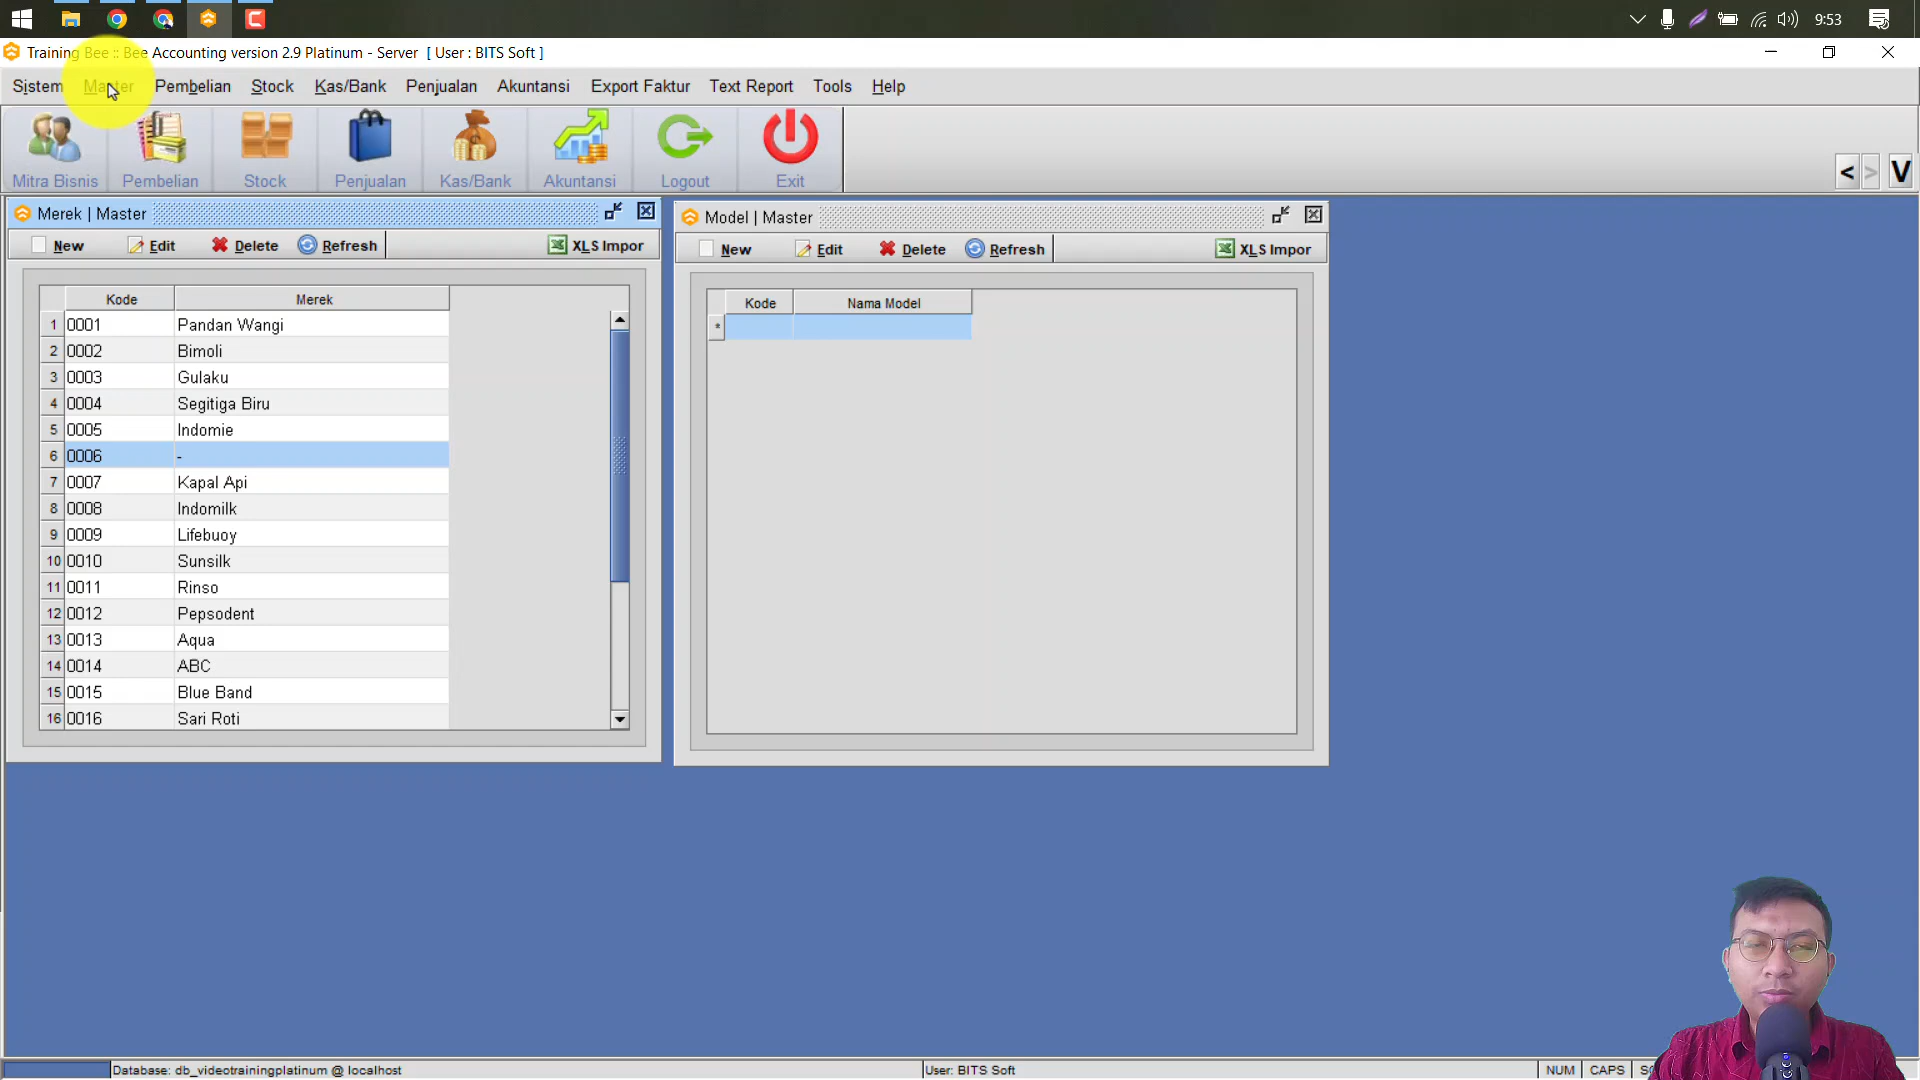 9:53
Training Bee :: Bee Accounting version 2.9 Platinum - Server [ User : BITS Soft ]
Sistem Master Pembelian Stock Kas/Bank Penjualan Akuntansi Export Faktur Text Report Tools Help
Mitra Bisnis Pembelian Stock Penjualan Kas/Bank Akuntansi Logout Exit
< > V
Merek | Master
New Edit Delete Refresh XLS Impor
Kode Merek
1 0001 Pandan Wangi
2 0002 Bimoli
3 0003 Gulaku
4 0004 Segitiga Biru
5 0005 Indomie
6 0006 -
7 0007 Kapal Api
8 0008 Indomilk
9 0009 Lifebuoy
10 0010 Sunsilk
11 0011 Rinso
12 0012 Pepsodent
13 0013 Aqua
14 0014 ABC
15 0015 Blue Band
16 0016 Sari Roti
Model | Master
New Edit Delete Refresh XLS Impor
Kode Nama Model
*
Database: db_videotrainingplatinum @ localhost
User: BITS Soft
NUM CAPS